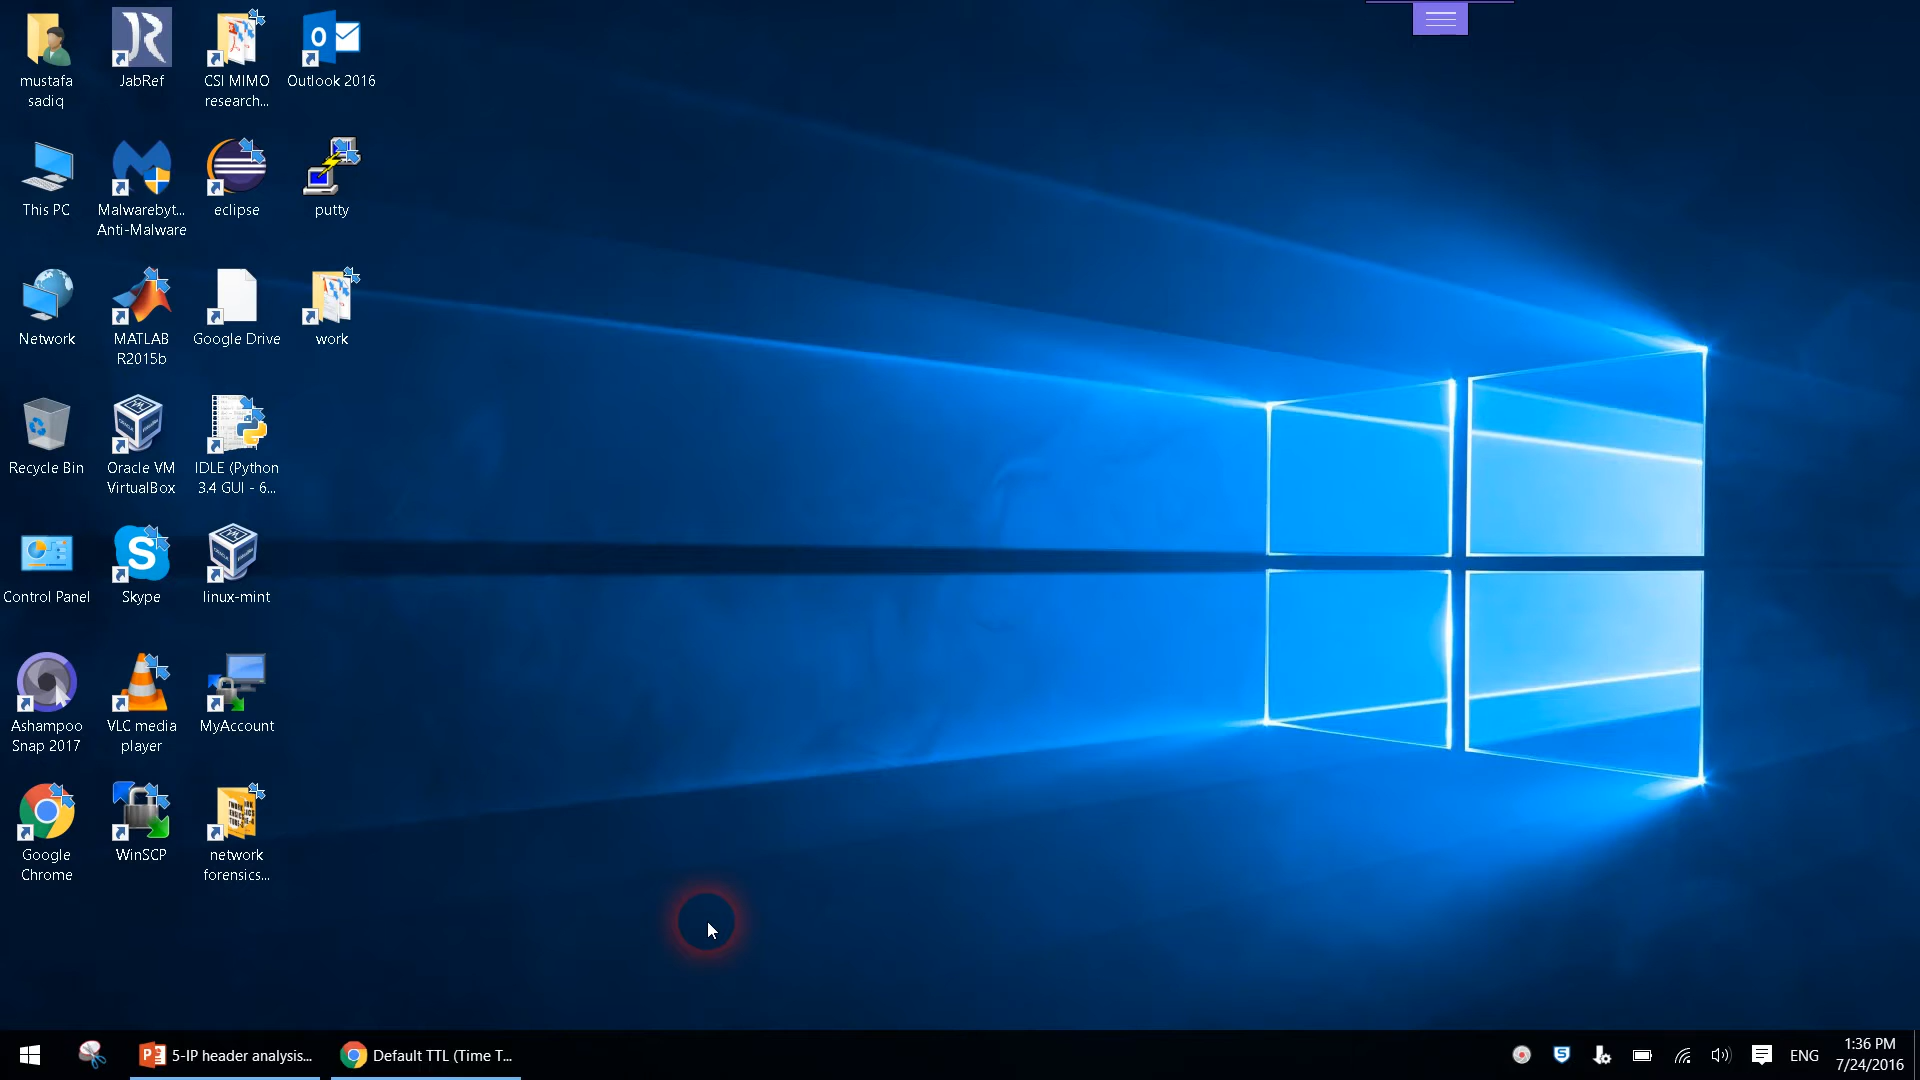 mustafa
sadiq
JabRef
CSI MIMO
research...
Outlook 2016
This PC
Malwarebyt...
Anti-Malware
eclipse
putty
Network
MATLAB
R2015b
Google Drive
work
Recycle Bin
Oracle VM
VirtualBox
IDLE (Python
3.4 GUI - 6...
Control Panel
Skype
linux-mint
Ashampoo
Snap 2017
VLC media
player
MyAccount
Google
Chrome
WinSCP
network
forensics...
5-IP header analysis...
Default TTL (Time T...
ENG
1:36 PM
7/24/2016